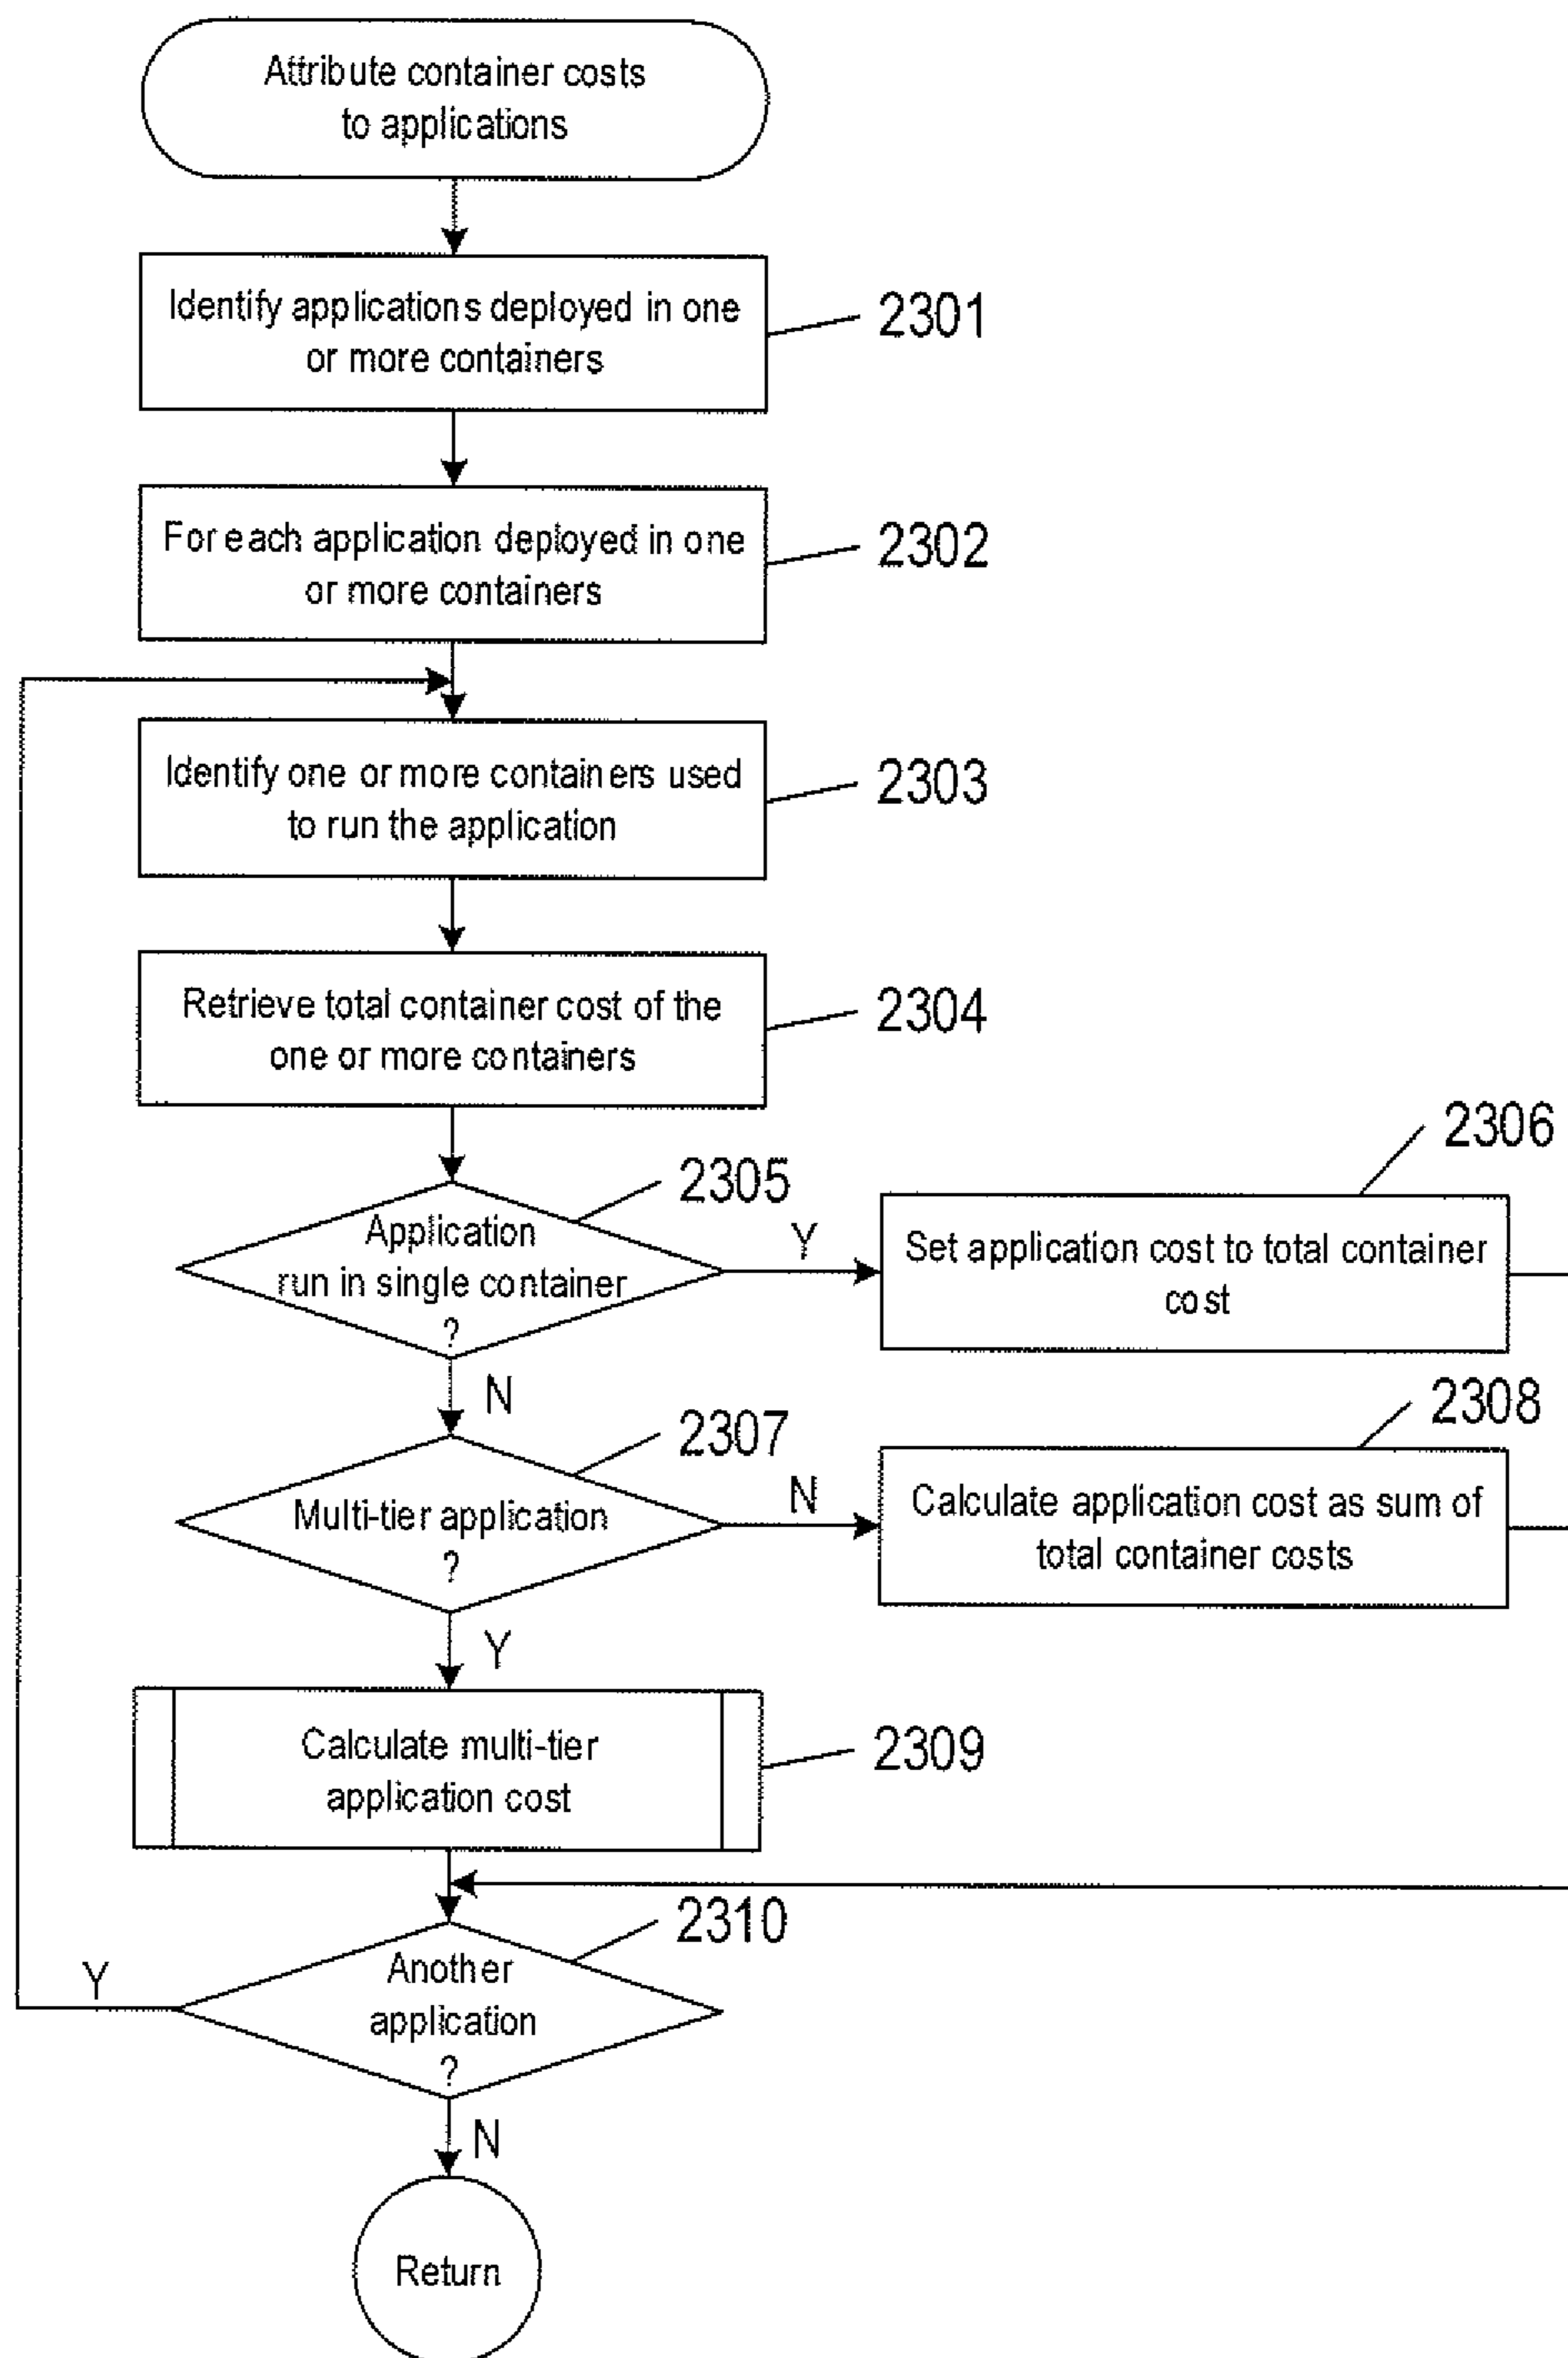 Attribute container costs
to applications
Identify applications deployed in one
or more containers
2301
For each application deployed in one
or more containers
2302
Identify one or more containers used
to run the application
2303
Retrieve total container cost of the
one or more containers
2304
2305
Application
run in single container
?
Y
2306
Set application cost to total container
cost
N
2307
Multi-tier application
?
N
2308
Calculate application cost as sum of
total container costs
Y
Calculate multi-tier
application cost
2309
2310
Another
application
?
Y
N
Return